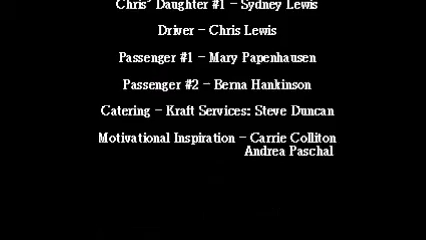 Chris' Daughter #1 - Sydney Lewis
Driver - Chris Lewis
Passenger #1 - Mary Papenhausen
Passenger #2 - Berna Hankinson
Catering - Kraft Services: Steve Duncan
Motivational Inspiration - Carrie Colliton
Andrea Paschal